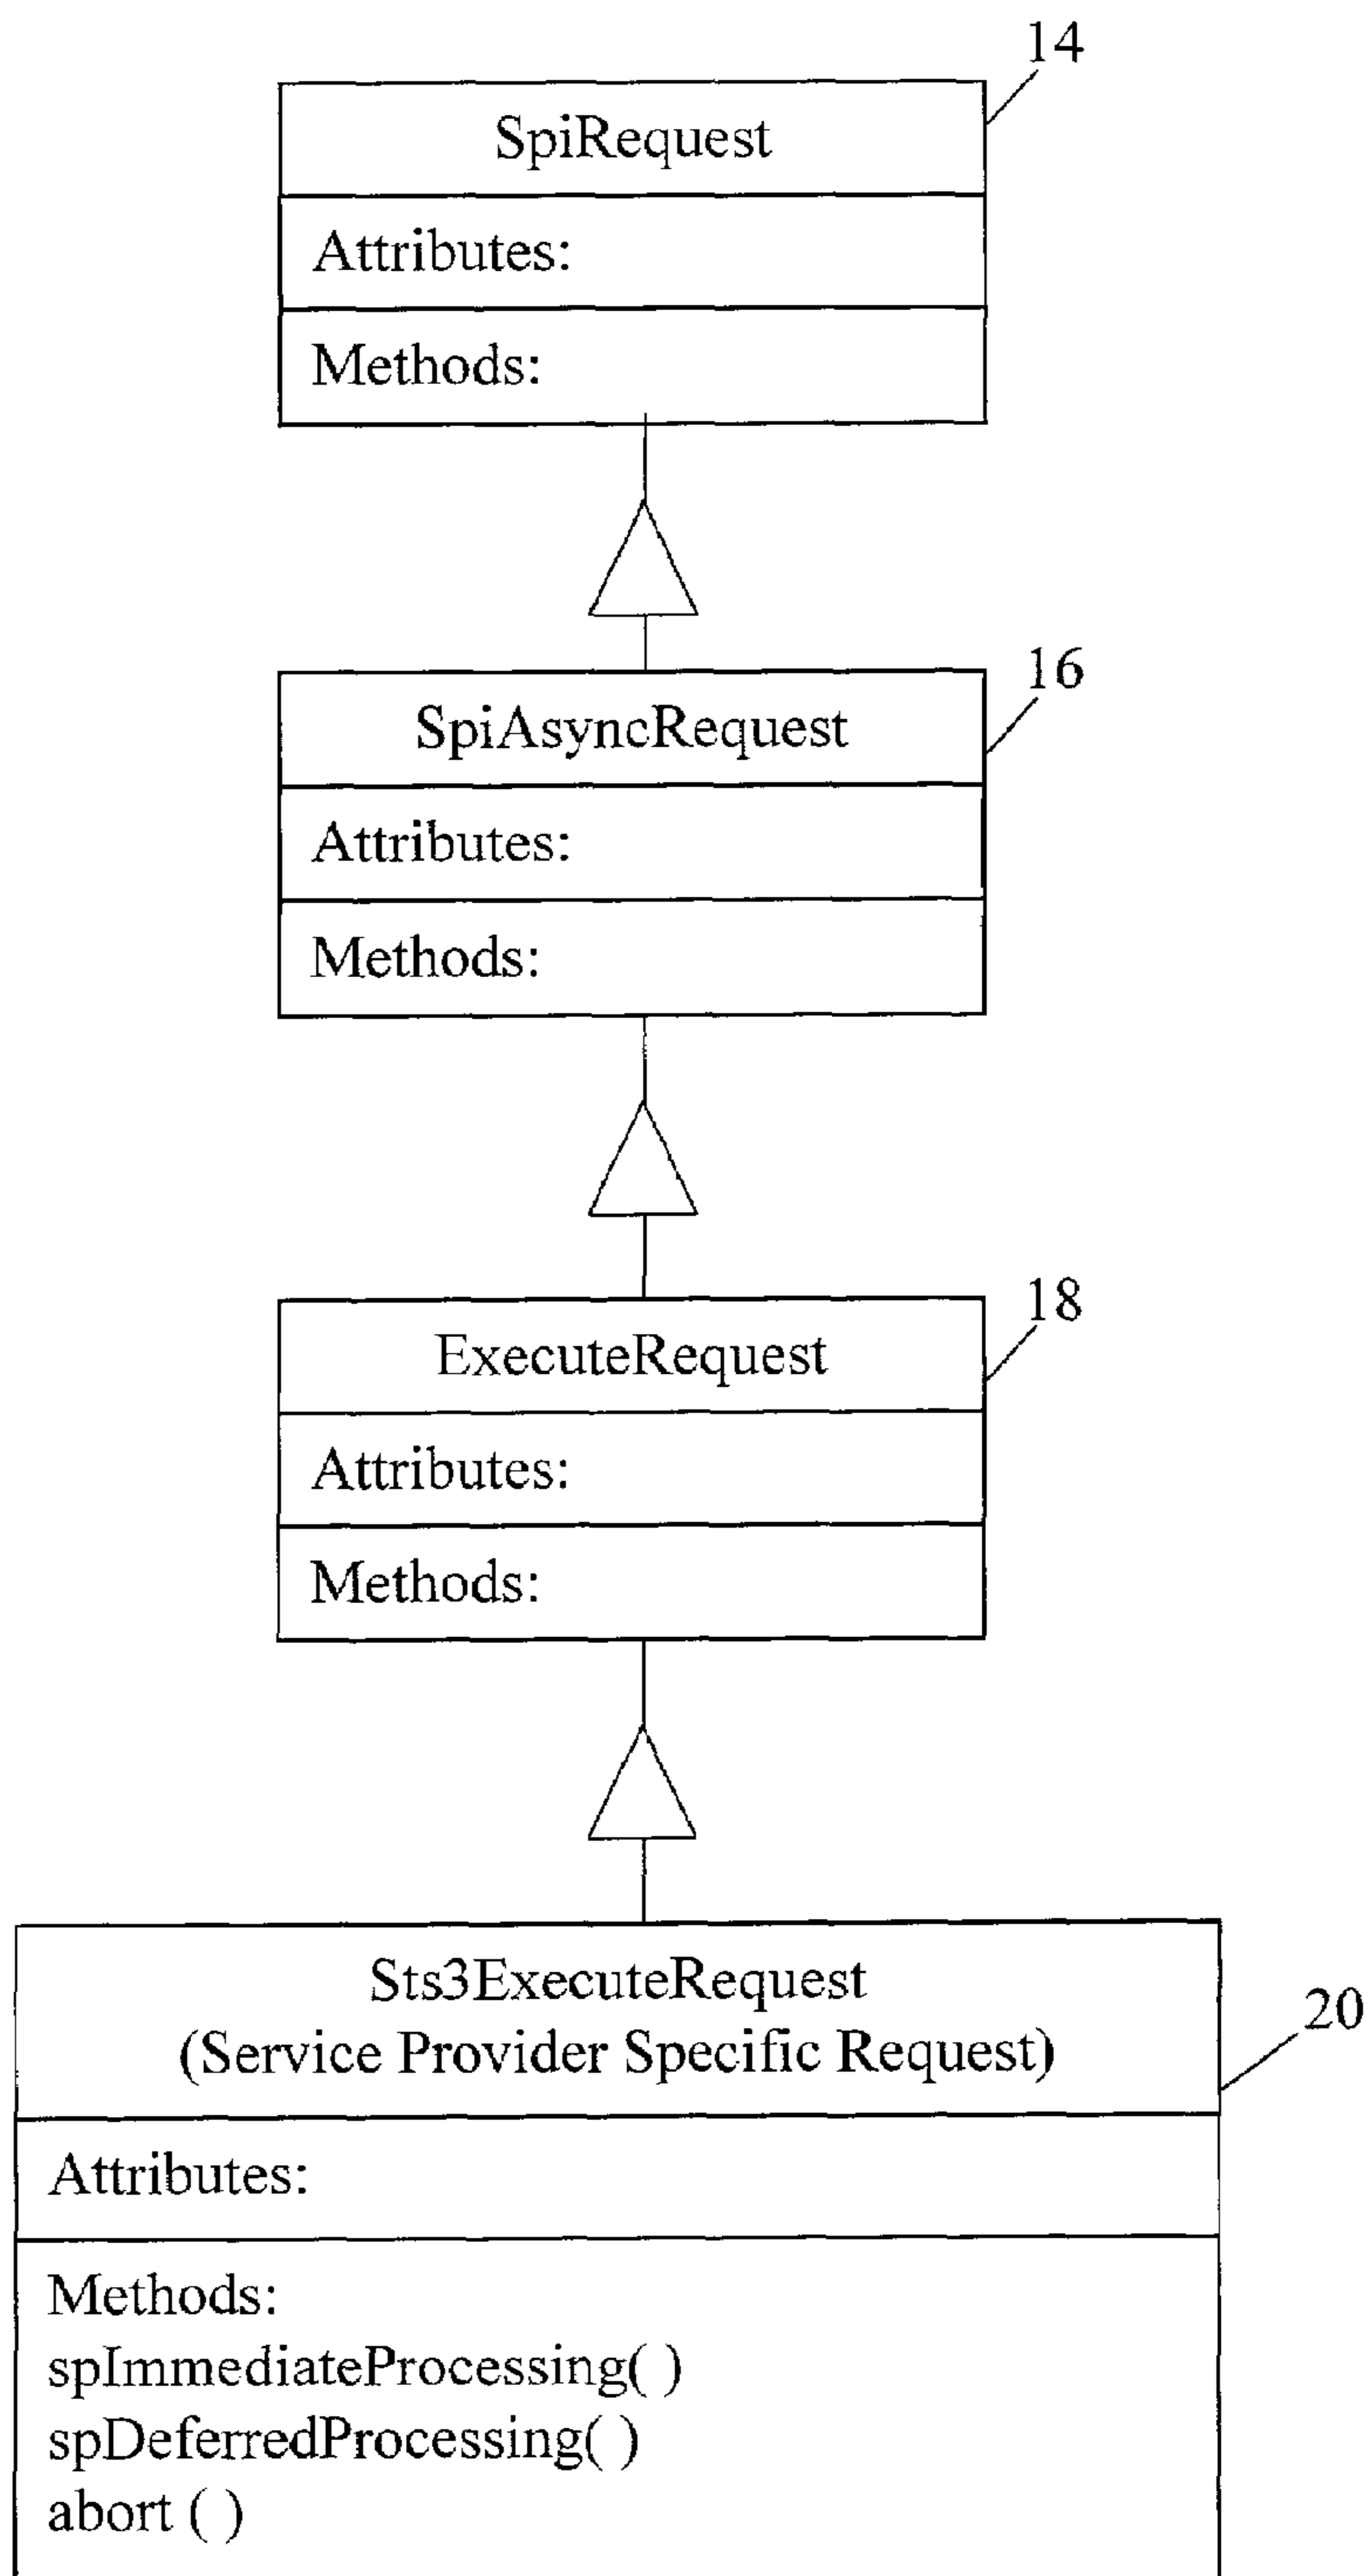 14
SpiRequest
Attributes:
Methods:
16
SpiAsyncRequest
Attributes:
Methods:
18
ExecuteRequest
Attributes:
Methods:
20
Sts3ExecuteRequest
(Service Provider Specific Request)
Attributes:
Methods:
spImmediateProcessing( )
spDeferredProcessing( )
abort ( )